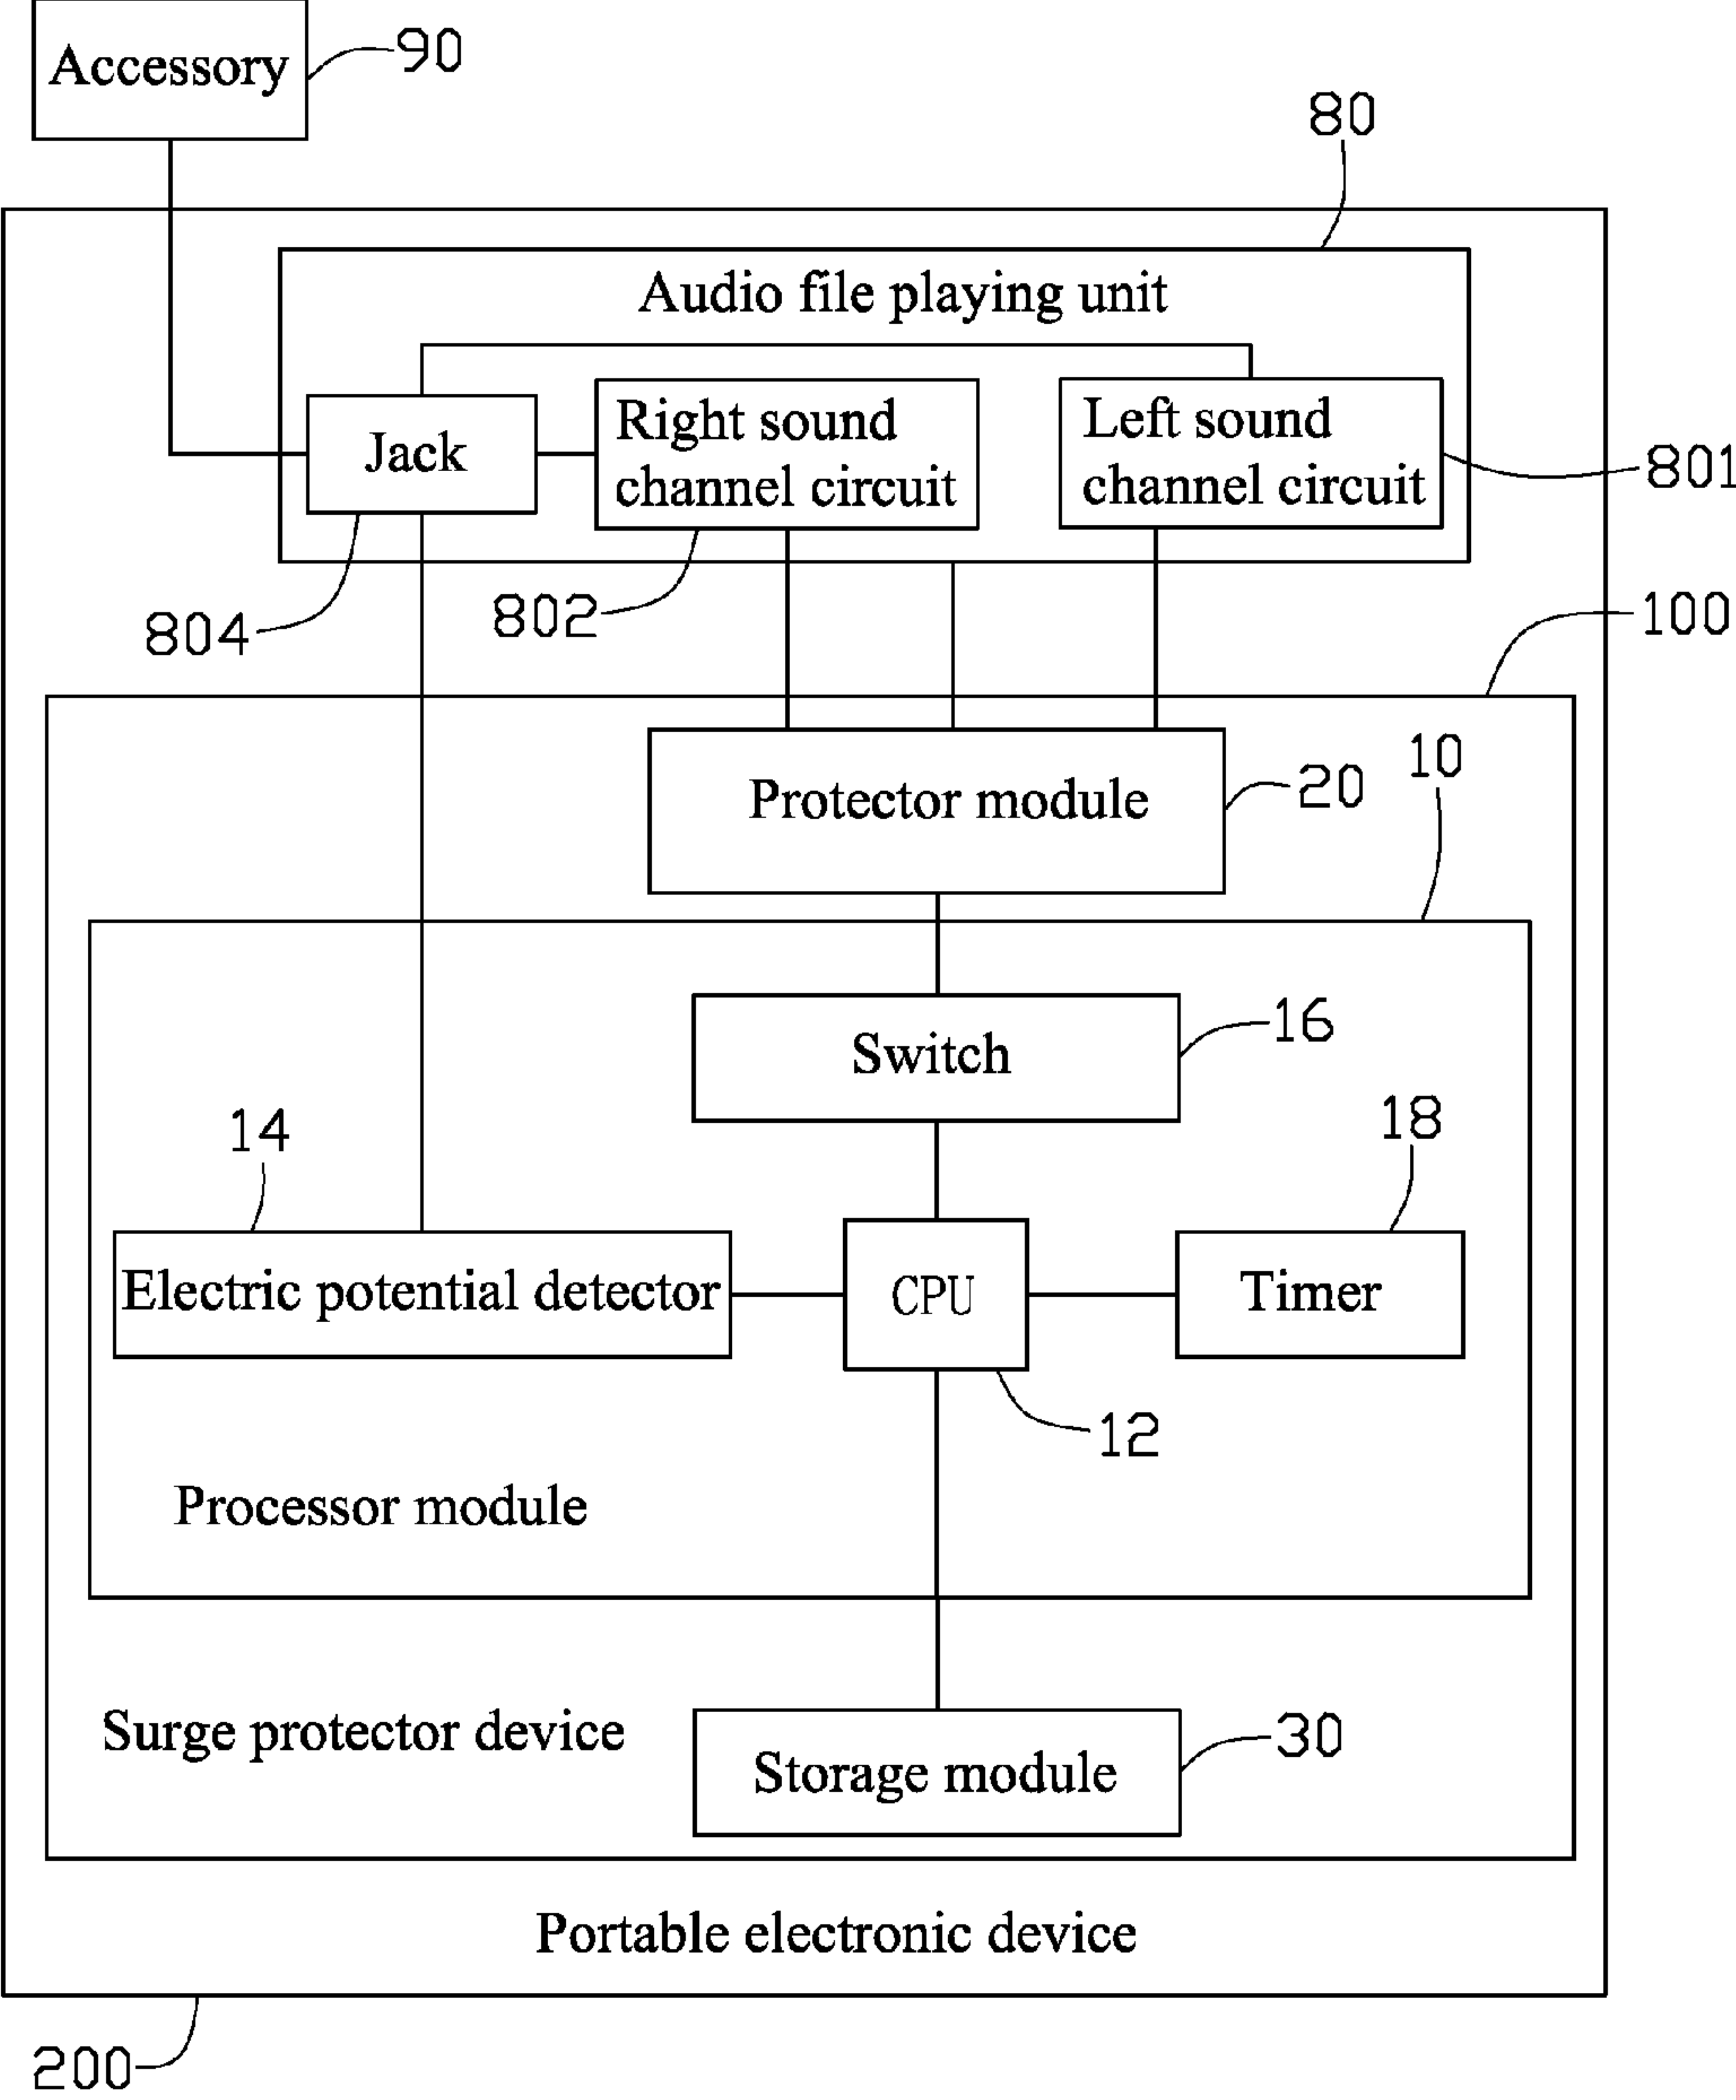 Accessory
90
80
Audio file playing unit
Jack
Right sound
channel circuit
Left sound
channel circuit
801
804
802
100
Protector module
20
10
Switch
16
14
18
Electric potential detector
CPU
Timer
12
Processor module
Surge protector device
Storage module
30
Portable electronic device
200